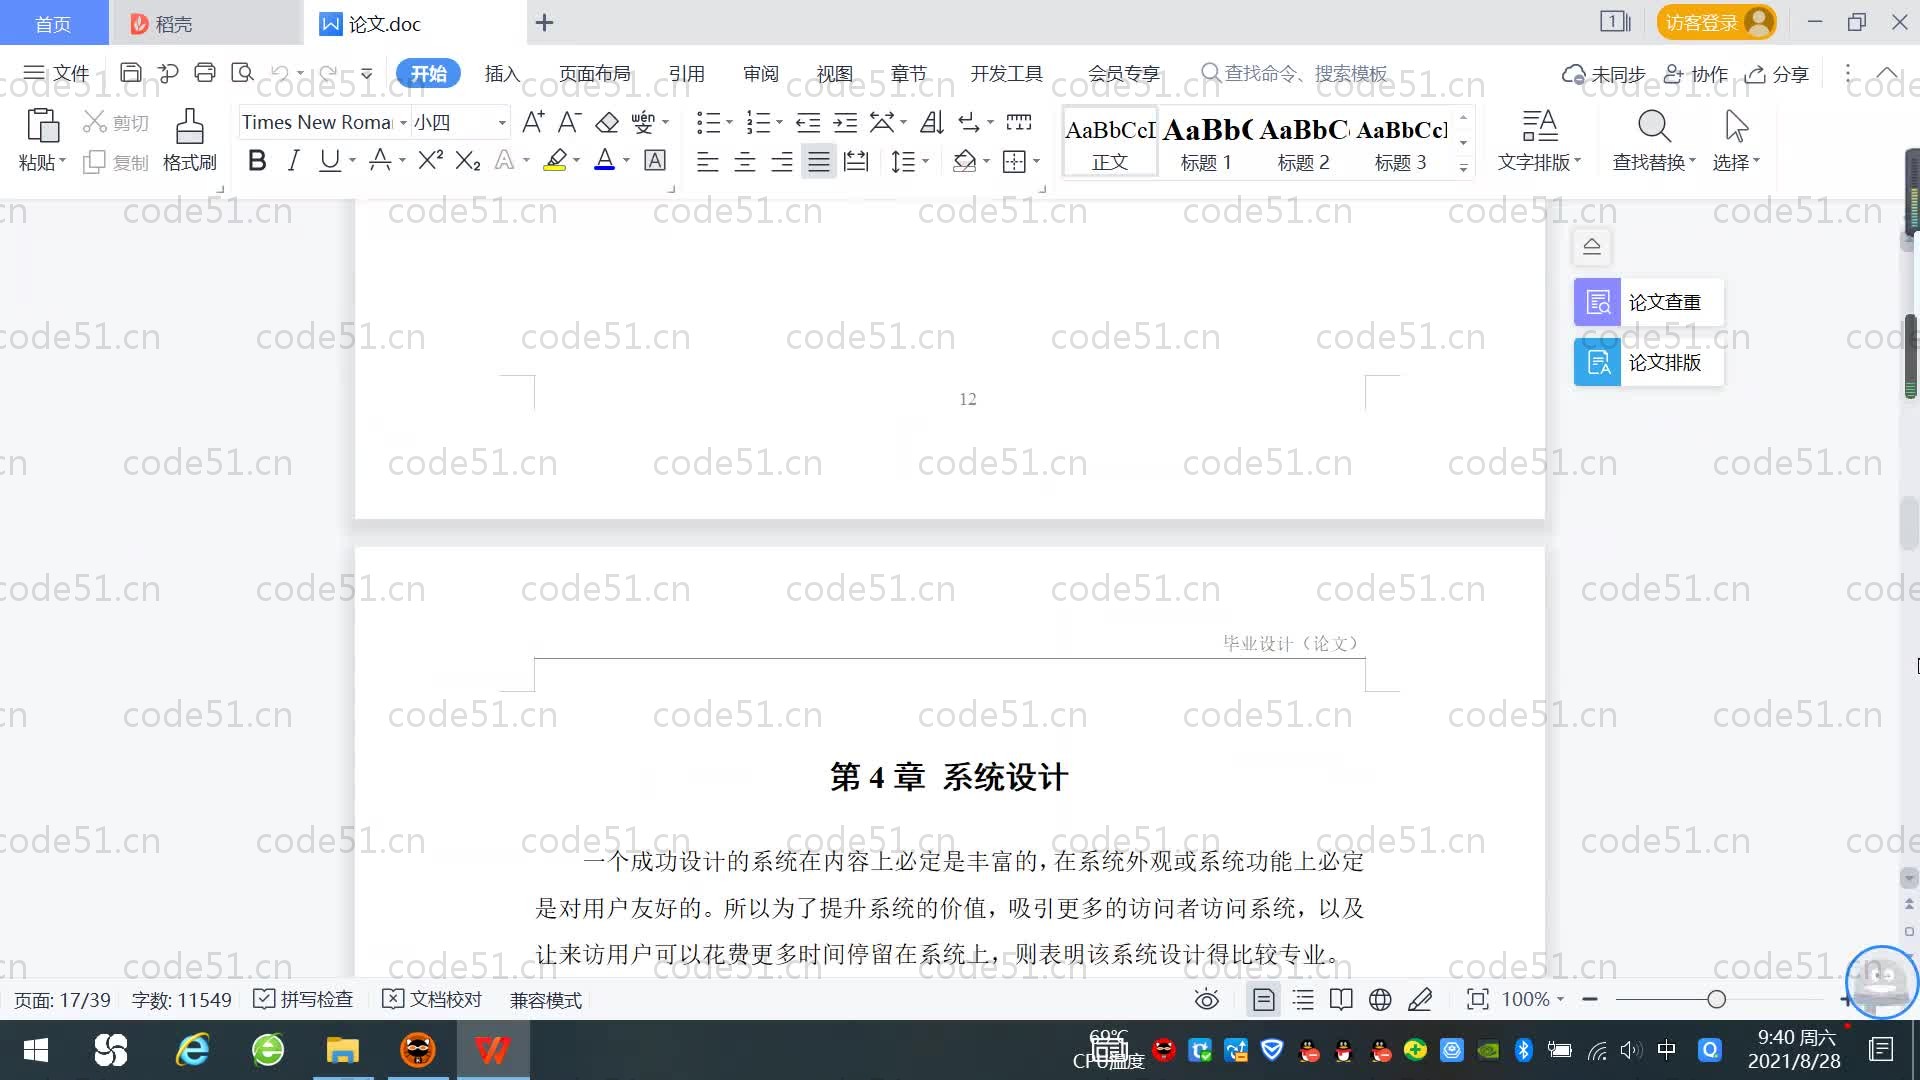 首页
稻壳
论文.doc
1
访客登录
文件
开始
插入
页面布局
引用
审阅
视图
章节
开发工具
会员专享
查找命令、搜索模板
未同步
协作
分享
粘贴
剪切
复制
格式刷
Times New Roma
小四
AaBbCcD
正文
AaBb(
标题 1
AaBbC
标题 2
AaBbCc
标题 3
文字排版
查找替换
选择
论文查重
论文排版
12
毕业设计（论文）
第 4 章 系统设计
一个成功设计的系统在内容上必定是丰富的，在系统外观或系统功能上必定
是对用户友好的。所以为了提升系统的价值，吸引更多的访问者访问系统，以及
让来访用户可以花费更多时间停留在系统上，则表明该系统设计得比较专业。
页面: 17/39
字数: 11549
拼写检查
文档校对
兼容模式
100%
69℃
CPU温度
中
9:40 周六
2021/8/28
code51.cn